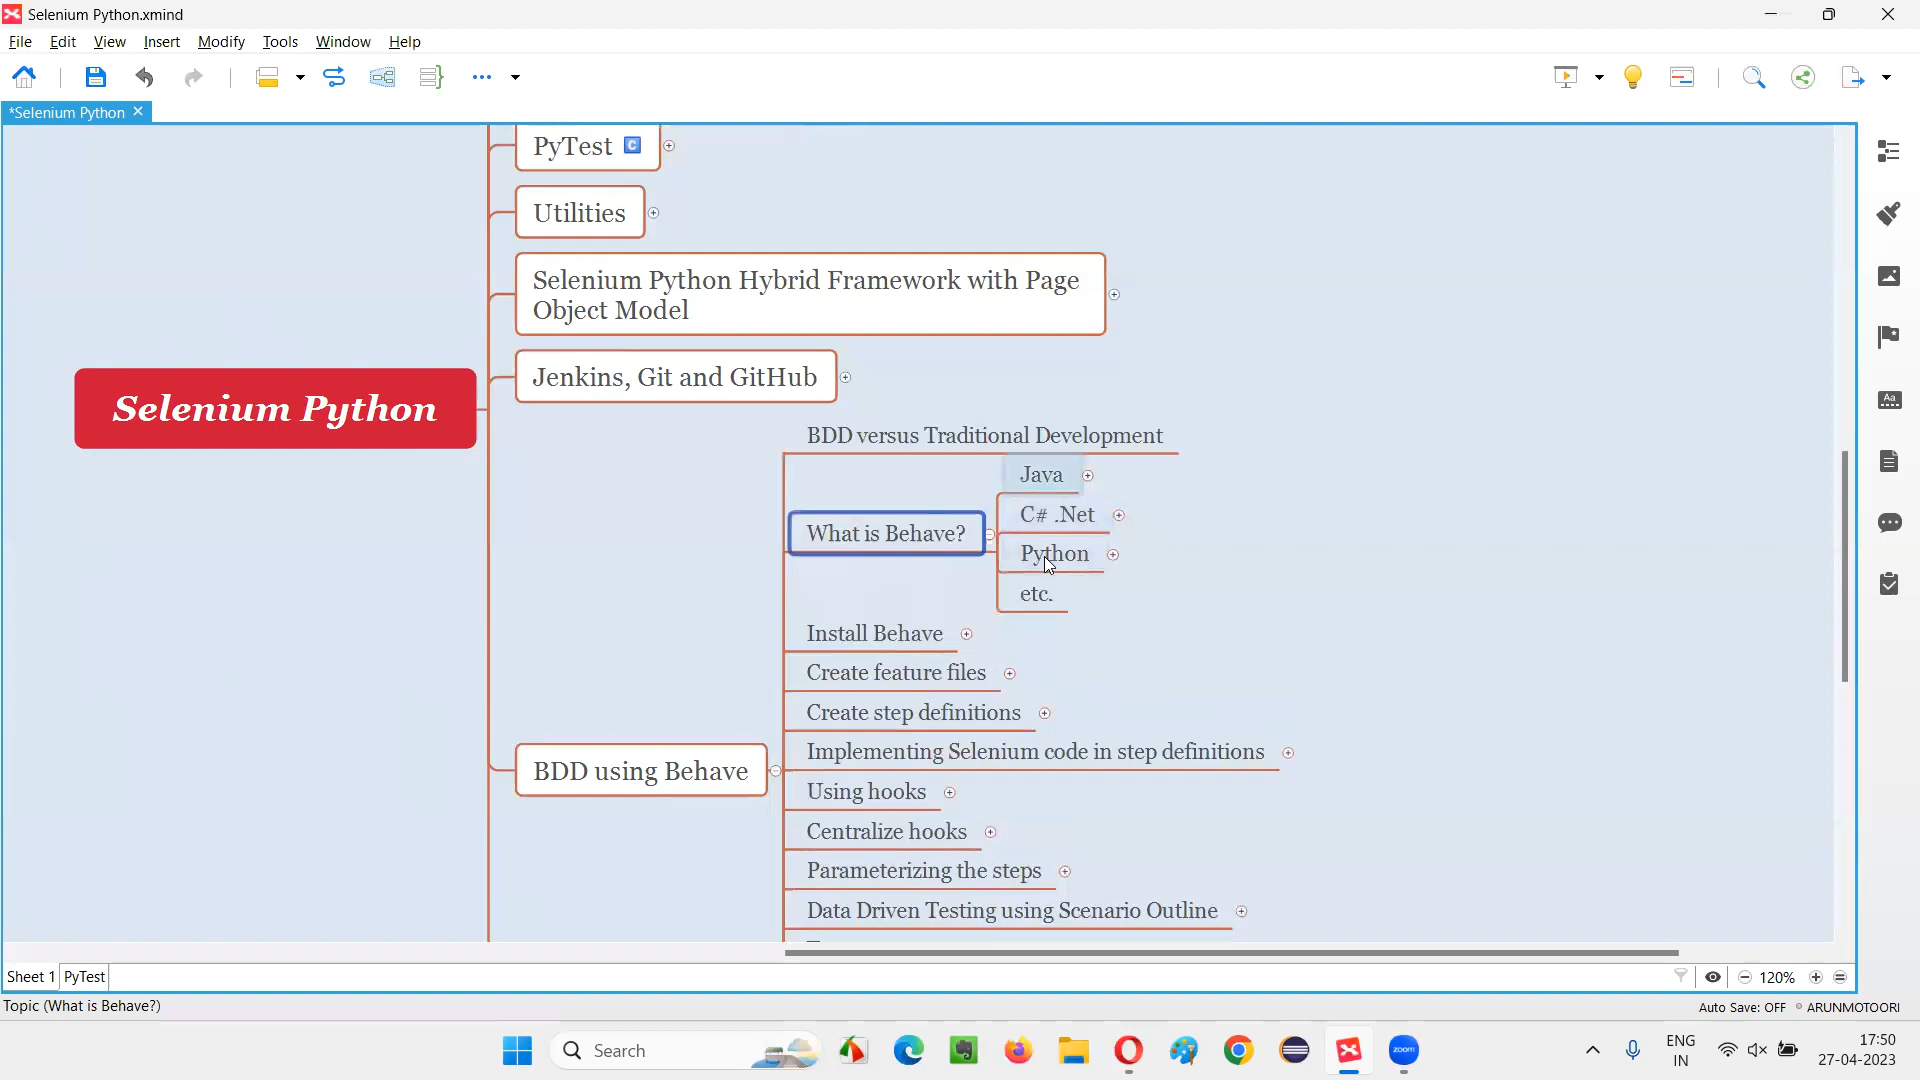 Selenium Python.xmind
File Edit View Insert Modify Tools Window Help
*Selenium Python
PyTest
Utilities
Selenium Python Hybrid Framework with Page
Object Model
Jenkins, Git and GitHub
Selenium Python
BDD versus Traditional Development
Java
C# .Net
What is Behave?
Python
etc.
Install Behave
Create feature files
Create step definitions
Implementing Selenium code in step definitions
BDD using Behave
Using hooks
Centralize hooks
Parameterizing the steps
Data Driven Testing using Scenario Outline
Sheet 1 PyTest
120%
Topic (What is Behave?)
Auto Save: OFF ARUNMOTOORI
Search
zoom
ENG
IN
17:50
27-04-2023